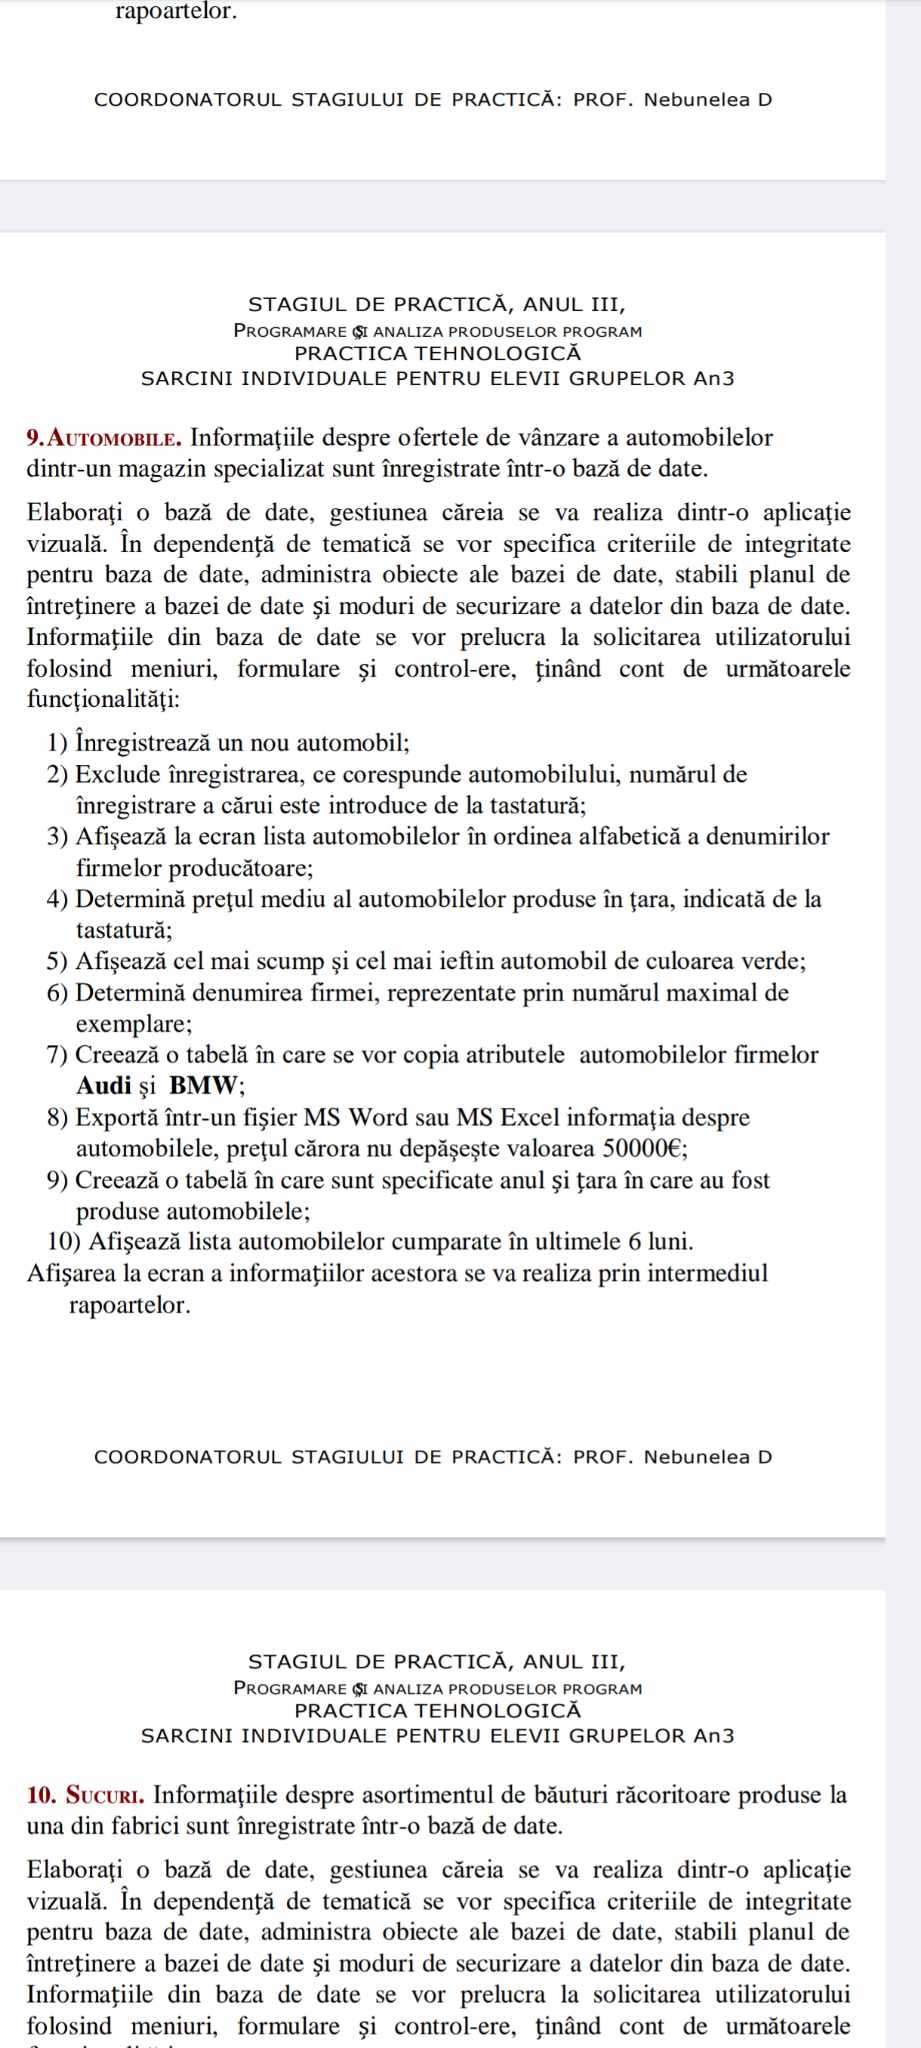 rapoartelor.
COORDONATORUL STAGIULUI DE PRACTICĂ: PROF. Nebunelea D
STAGIUL DE PRACTICĂ, ANUL III,
PROGRAMARE ŞI ANALIZA PRODUSELOR PROGRAM
PRACTICA TEHNOLOGICĂ
SARCINI INDIVIDUALE PENTRU ELEVII GRUPELOR An3
9. AUTOMOBILE. Informaţiile despre ofertele de vânzare a automobilelor
dintr-un magazin specializat sunt înregistrate într-o bază de date.
Elaboraţi o bază de date, gestiunea căreia se va realiza dintr-o aplicaţie
vizuală. În dependenţă de tematică se vor specifica criteriile de integritate
pentru baza de date, administra obiecte ale bazei de date, stabili planul de
întreţinere a bazei de date şi moduri de securizare a datelor din baza de date.
Informaţiile din baza de date se vor prelucra la solicitarea utilizatorului
folosind meniuri, formulare şi control-ere, ţinând cont de următoarele
funcţionalităţi:
1) Înregistrează un nou automobil;
2) Exclude înregistrarea, ce corespunde automobilului, numărul de
înregistrare a cărui este introduce de la tastatură;
3) Afişează la ecran lista automobilelor în ordinea alfabetică a denumirilor
firmelor producătoare;
4) Determină preţul mediu al automobilelor produse în ţara, indicată de la
tastatură;
5) Afişează cel mai scump şi cel mai ieftin automobil de culoarea verde;
6) Determină denumirea firmei, reprezentate prin numărul maximal de
exemplare;
7) Creează o tabelă în care se vor copia atributele automobilelor firmelor
Audi şi BMW;
8) Exportă într-un fişier MS Word sau MS Excel informaţia despre
automobilele, preţul cărora nu depăşeşte valoarea 50000€;
9) Creează o tabelă în care sunt specificate anul şi ţara în care au fost
produse automobilele;
10) Afişează lista automobilelor cumparate în ultimele 6 luni.
Afişarea la ecran a informaţiilor acestora se va realiza prin intermediul
rapoartelor.
COORDONATORUL STAGIULUI DE PRACTICĂ: PROF. Nebunelea D
STAGIUL DE PRACTICĂ, ANUL III,
PROGRAMARE ŞI ANALIZA PRODUSELOR PROGRAM
PRACTICA TEHNOLOGICĂ
SARCINI INDIVIDUALE PENTRU ELEVII GRUPELOR An3
10. SUCURI. Informaţiile despre asortimentul de băuturi răcoritoare produse la
una din fabrici sunt înregistrate într-o bază de date.
Elaboraţi o bază de date, gestiunea căreia se va realiza dintr-o aplicaţie
vizuală. În dependenţă de tematică se vor specifica criteriile de integritate
pentru baza de date, administra obiecte ale bazei de date, stabili planul de
întreţinere a bazei de date şi moduri de securizare a datelor din baza de date.
Informaţiile din baza de date se vor prelucra la solicitarea utilizatorului
folosind meniuri, formulare şi control-ere, ţinând cont de următoarele